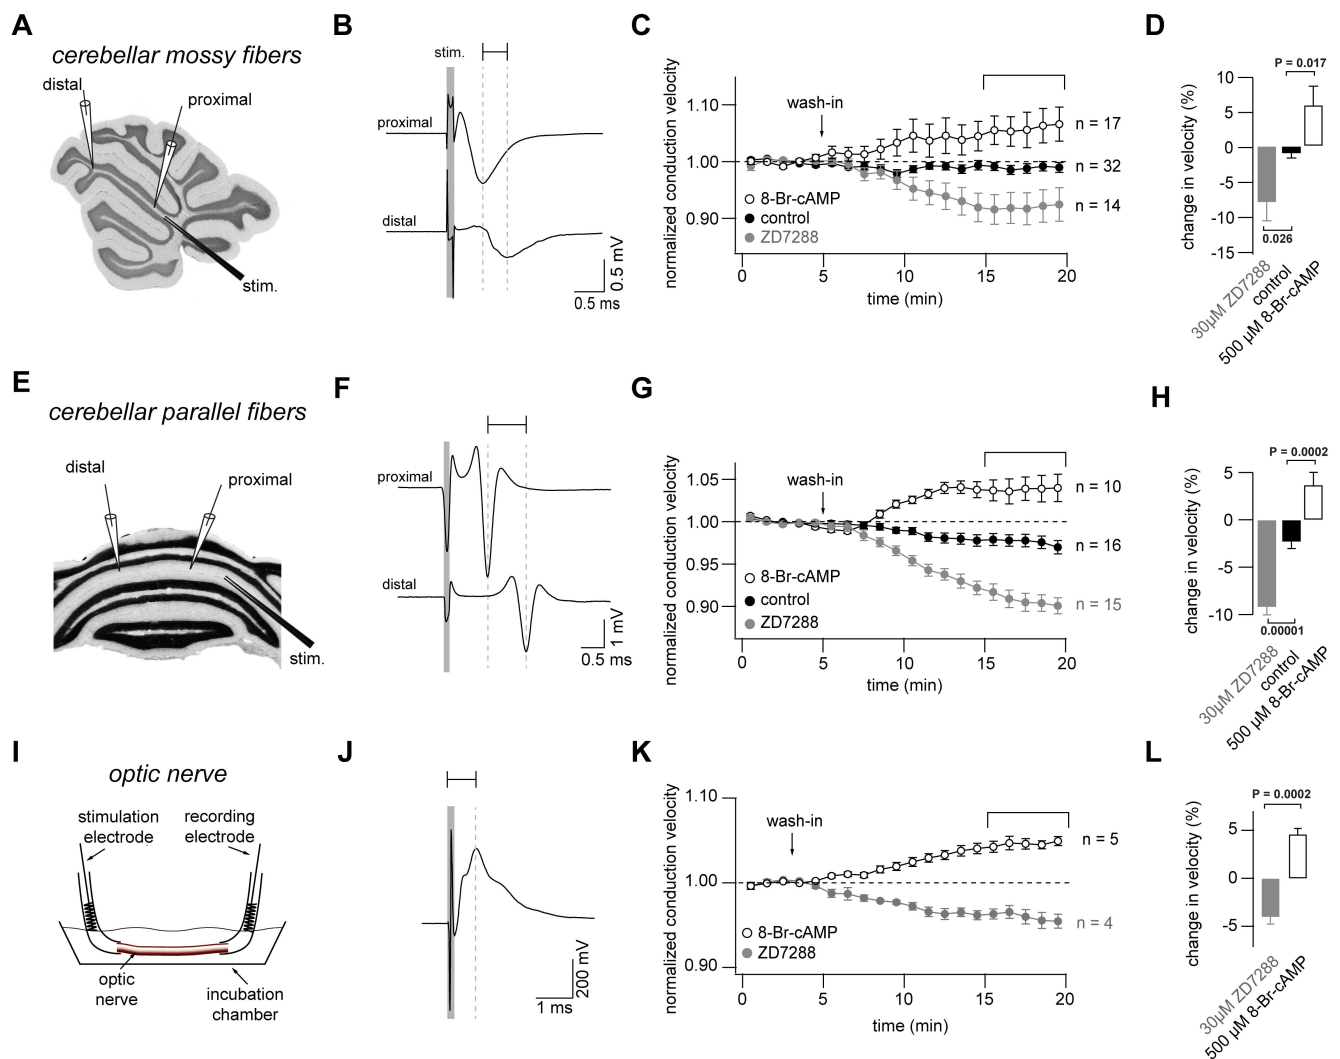 A
cerebellar mossy fibers
distal
proximal
stim.
B
stim.
proximal
distal
0.5 mV
0.5 ms
C
normalized conduction velocity
1.10
1.00
0.90
wash-in
n = 17
n = 32
n = 14
8-Br-cAMP
control
ZD7288
0
5
10
15
20
time (min)
D
P = 0.017
change in velocity (%)
10
5
0
-5
-10
-15
0.026
30µM ZD7288
control
500 µM 8-Br-cAMP
E
cerebellar parallel fibers
distal
proximal
stim.
F
proximal
distal
1 mV
0.5 ms
G
normalized conduction velocity
1.05
1.00
0.95
0.90
wash-in
n = 10
n = 16
n = 15
8-Br-cAMP
control
ZD7288
0
5
10
15
20
time (min)
H
P = 0.0002
change in velocity (%)
5
0
-5
-10
0.00001
30µM ZD7288
control
500 µM 8-Br-cAMP
I
optic nerve
stimulation
electrode
recording
electrode
optic
nerve
incubation
chamber
J
200 mV
1 ms
K
normalized conduction velocity
1.10
1.00
0.90
wash-in
n = 5
n = 4
8-Br-cAMP
ZD7288
0
5
10
15
20
time (min)
L
P = 0.0002
change in velocity (%)
5
0
-5
30µM ZD7288
500 µM 8-Br-cAMP